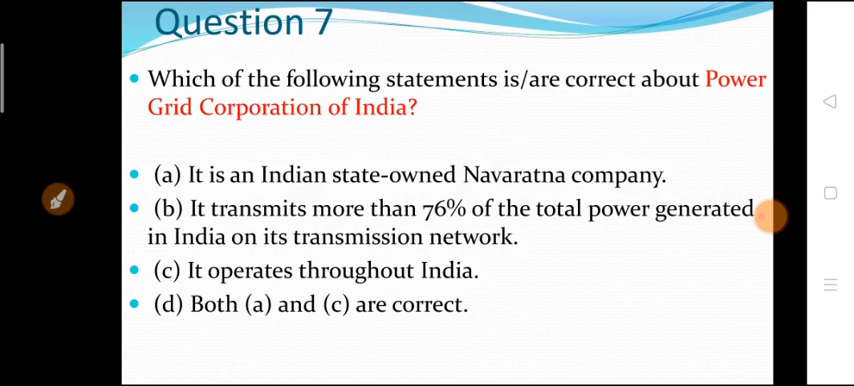 Question 7
• Which of the following statements is/are correct about Power
Grid Corporation of India?
• (a) It is an Indian state-owned Navaratna company.
• (b) It transmits more than 76% of the total power generated
in India on its transmission network.
• (c) It operates throughout India.
• (d) Both (a) and (c) are correct.